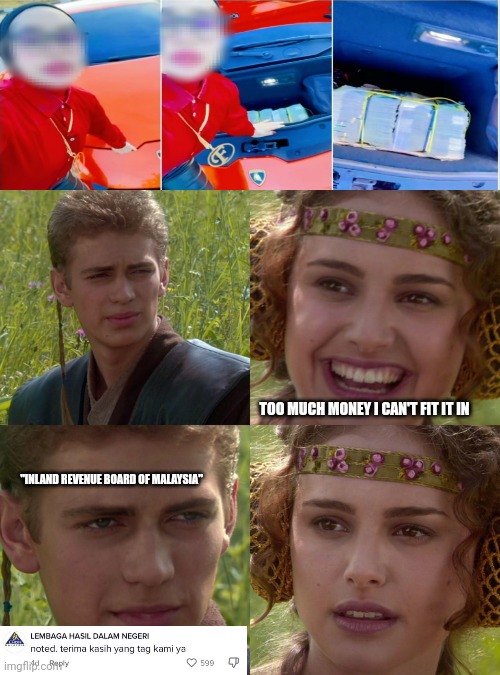 TOO MUCH MONEY I CAN'T FIT IT IN
"INLAND REVENUE BOARD OF MALAYSIA"
LEMBAGA HASIL DALAM NEGERI
noted. terima kasih yang tag kami ya
Reply
599
imgflip.com